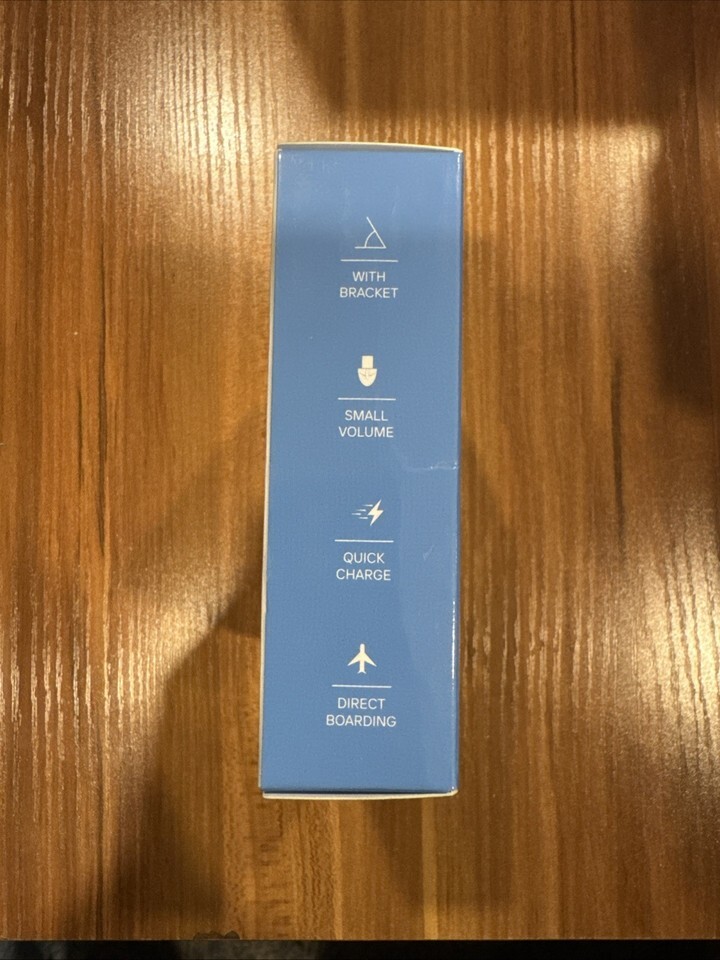 WITH
BRACKET
SMALL
VOLUME
QUICK
CHARGE
DIRECT
BOARDING